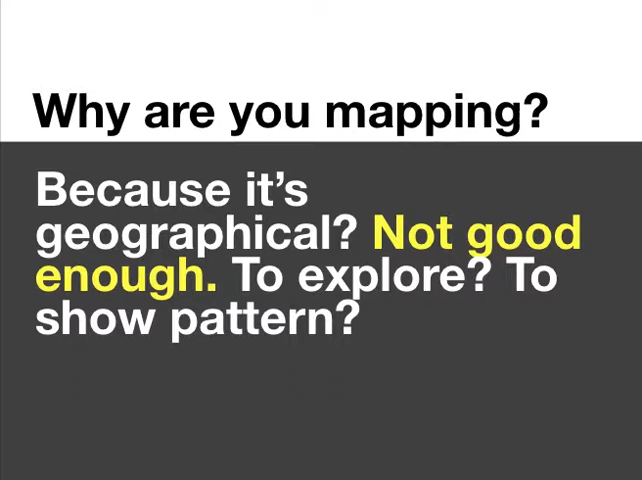 Why are you mapping?
Because it’s
geographical? Not good
enough. To explore? To
show pattern?